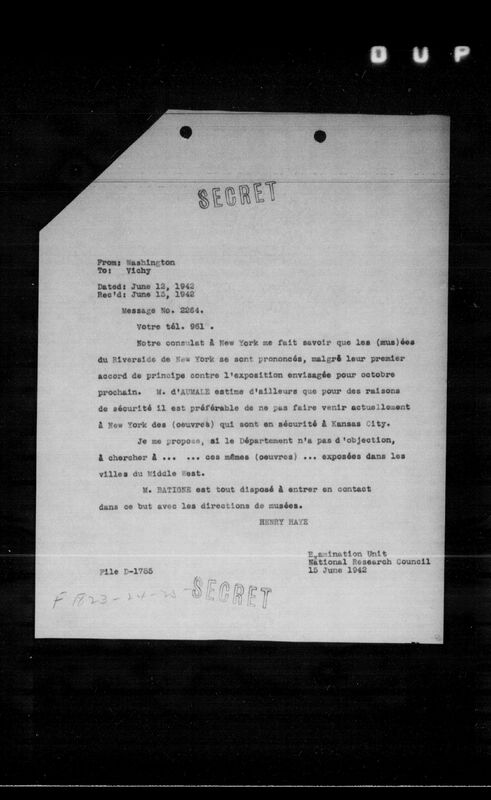 DUP
SECRET
From: Washington
To: Vichy
Dated: June 12, 1942
Rec'd: June 13, 1942
Message No. 2264.
Votre tél. 961 .
Notre consulat à New York me fait savoir que les (mus)ées
du Riverside de New York se sont prononcés, malgré leur premier
accord de principe contre l'exposition envisagée pour octobre
prochain. M. d'AUMALE estime d'ailleurs que pour des raisons
de sécurité il est préférable de ne pas faire venir actuellement
à New York des (oeuvres) qui sont en sécurité à Kansas City.
Je me propose, si le Département n'a pas d'objection,
à chercher à ... ... ces mêmes (oeuvres) ... exposées dans les
villes du Middle West.
M. BATIGNE est tout disposé à entrer en contact
dans ce but avec les directions de musées.
HENRY HAYE
Examination Unit
National Research Council
15 June 1942
File D-1785
F 1823-24-25-
SECRET